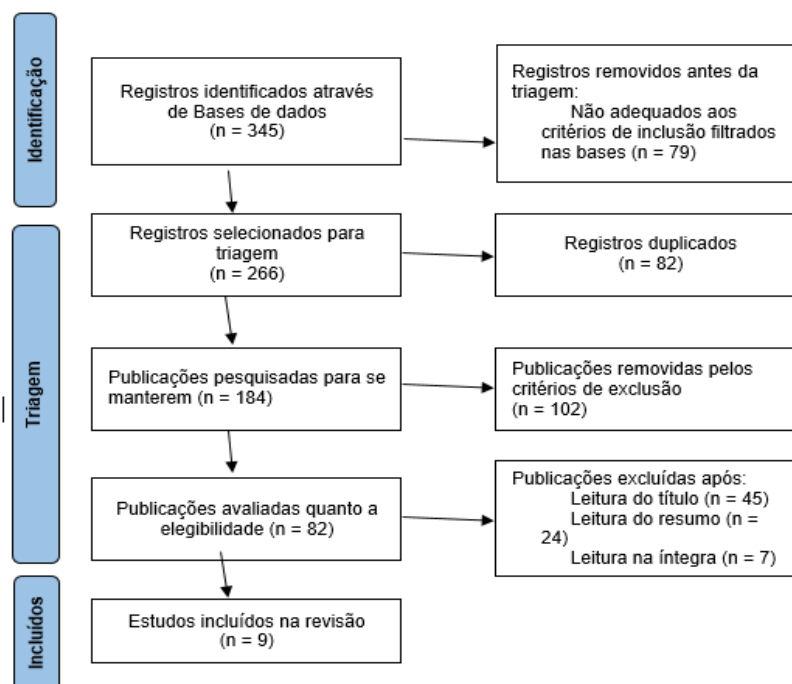 Identificação
Registros identificados através
de Bases de dados
(n = 345)
Registros removidos antes da
triagem:
Não adequados aos
critérios de inclusão filtrados
nas bases (n = 79)
Triagem
Registros selecionados para
triagem
(n = 266)
Registros duplicados
(n = 82)
Publicações pesquisadas para se
manterem (n = 184)
Publicações removidas pelos
critérios de exclusão
(n = 102)
Publicações avaliadas quanto a
elegibilidade (n = 82)
Publicações excluídas após:
Leitura do título (n = 45)
Leitura do resumo (n =
24)
Leitura na íntegra (n = 7)
Incluídos
Estudos incluídos na revisão
(n = 9)